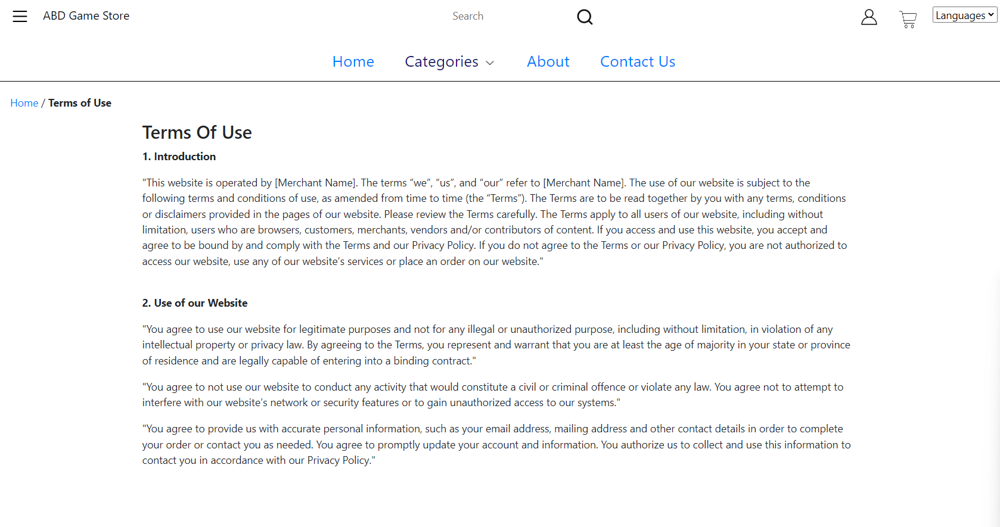 ABD Game Store
Search
Languages
Home
Categories
About
Contact Us
Home / Terms of Use
Terms Of Use
1. Introduction
"This website is operated by [Merchant Name]. The terms “we”, “us”, and “our” refer to [Merchant Name]. The use of our website is subject to the
following terms and conditions of use, as amended from time to time (the “Terms”). The Terms are to be read together by you with any terms, conditions
or disclaimers provided in the pages of our website. Please review the Terms carefully. The Terms apply to all users of our website, including without
limitation, users who are browsers, customers, merchants, vendors and/or contributors of content. If you access and use this website, you accept and
agree to be bound by and comply with the Terms and our Privacy Policy. If you do not agree to the Terms or our Privacy Policy, you are not authorized to
access our website, use any of our website’s services or place an order on our website."
2. Use of our Website
"You agree to use our website for legitimate purposes and not for any illegal or unauthorized purpose, including without limitation, in violation of any
intellectual property or privacy law. By agreeing to the Terms, you represent and warrant that you are at least the age of majority in your state or province
of residence and are legally capable of entering into a binding contract."
"You agree to not use our website to conduct any activity that would constitute a civil or criminal offence or violate any law. You agree not to attempt to
interfere with our website’s network or security features or to gain unauthorized access to our systems."
"You agree to provide us with accurate personal information, such as your email address, mailing address and other contact details in order to complete
your order or contact you as needed. You agree to promptly update your account and information. You authorize us to collect and use this information to
contact you in accordance with our Privacy Policy."